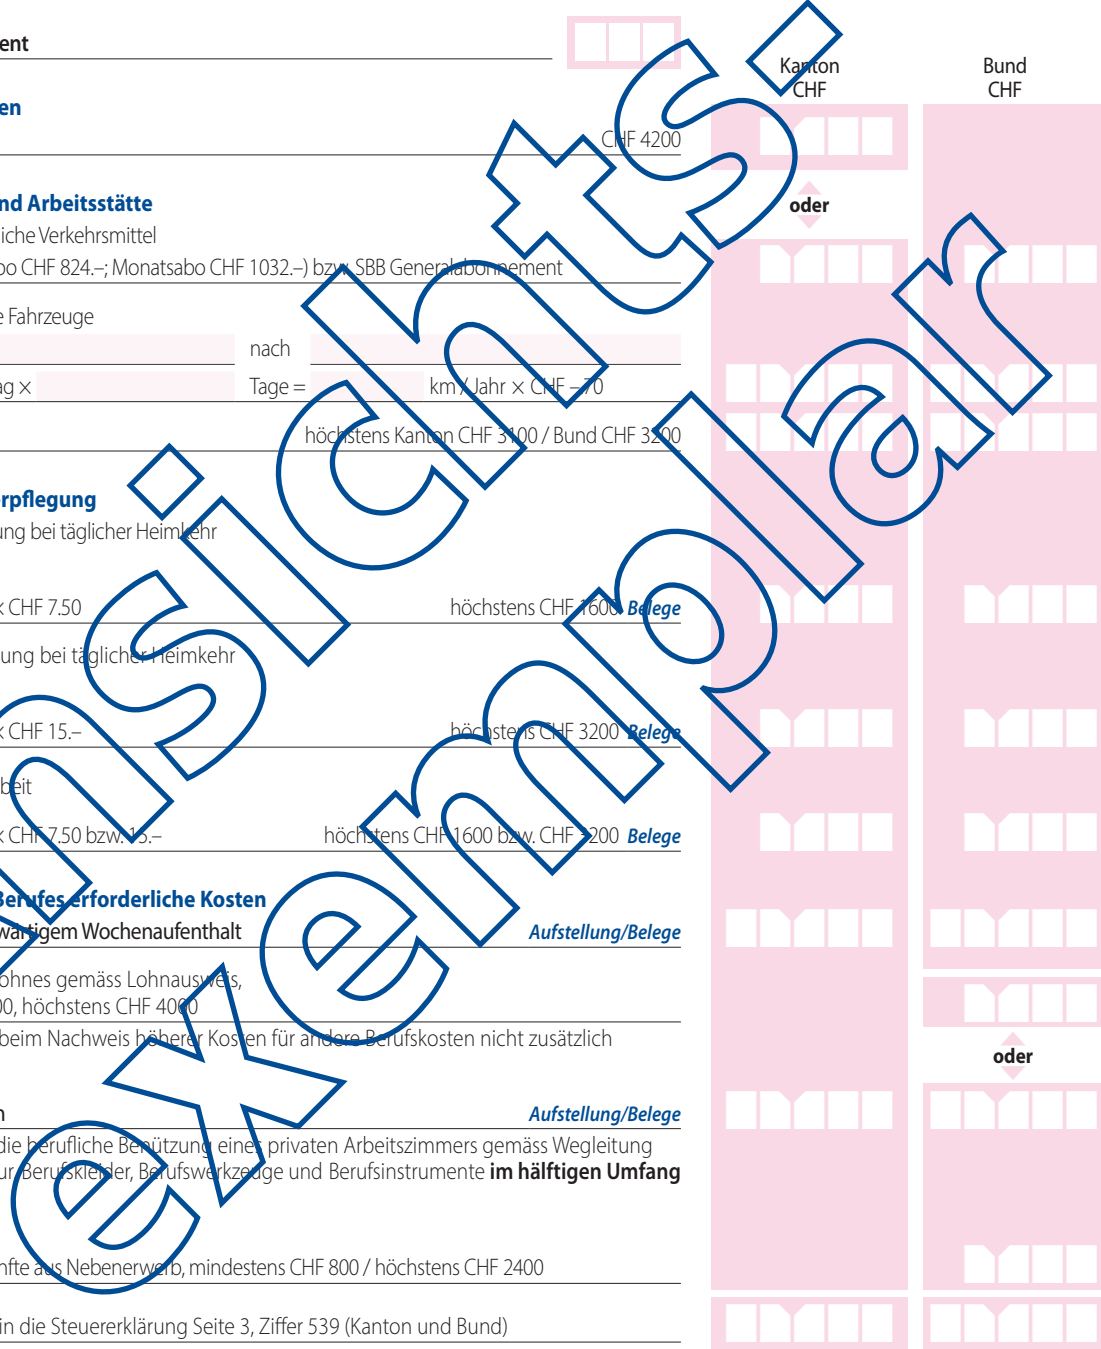 ent
Kanton
CHF
Bund
CHF
en
CHF 4200
nd Arbeitsstätte
oder
liche Verkehrsmittel
bo CHF 824.–; Monatsabo CHF 1032.–) bzw. SBB Generalabonnement
e Fahrzeuge
nach
ag × Tage = km / Jahr × CHF –.70
höchstens Kanton CHF 3100 / Bund CHF 3200
rpflegung
ung bei täglicher Heimkehr
× CHF 7.50 höchstens CHF 1600 Belege
ung bei täglicher Heimkehr
× CHF 15.– höchstens CHF 3200 Belege
beit
× CHF 7.50 bzw. 15.– höchstens CHF 1600 bzw. CHF 3200 Belege
Berufes erforderliche Kosten
wärtigem Wochenaufenthalt Aufstellung/Belege
ohnes gemäss Lohnausweis,
00, höchstens CHF 4000
beim Nachweis höherer Kosten für andere Berufskosten nicht zusätzlich
oder
n Aufstellung/Belege
die berufliche Benützung eines privaten Arbeitszimmers gemäss Wegleitung
ür Berufskleider, Berufswerkzeuge und Berufsinstrumente im hälftigen Umfang
nfte aus Nebenerwerb, mindestens CHF 800 / höchstens CHF 2400
in die Steuererklärung Seite 3, Ziffer 539 (Kanton und Bund)
nsichts-
exemplar